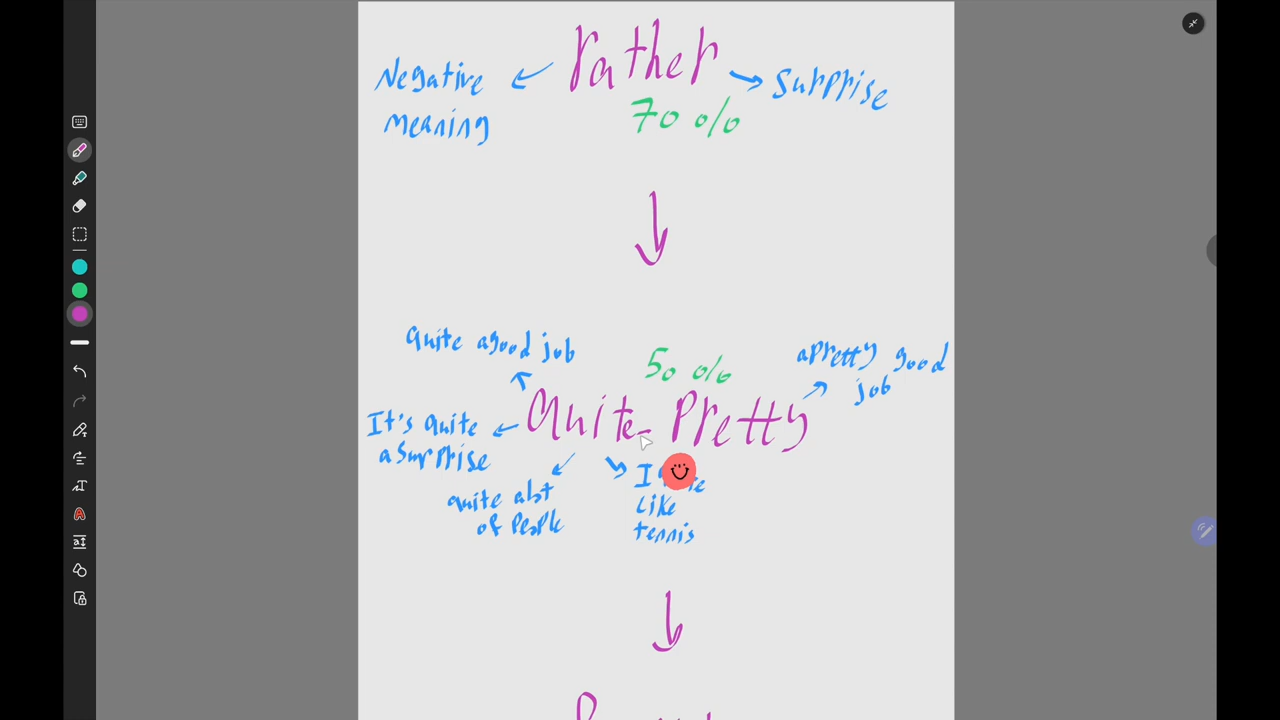 rather
Negative
meaning
Surprise
70 %
quite a good job
50 %
a Pretty good
job
quite - Pretty
It's quite
a surprise
quite a lot
of People
I
like
tennis